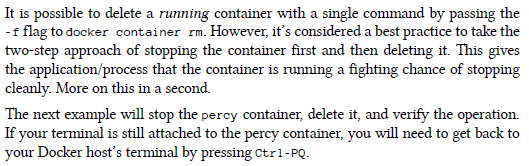 It is possible to delete a running container with a single command by passing the
-f flag to docker container rm. However, it's considered a best practice to take the
two-step approach of stopping the container first and then deleting it. This gives
the application/process that the container is running a fighting chance of stopping
cleanly. More on this in a second.
The next example will stop the percy container, delete it, and verify the operation.
If your terminal is still attached to the percy container, you will need to get back to
your Docker host's terminal by pressing Ctrl-PQ.